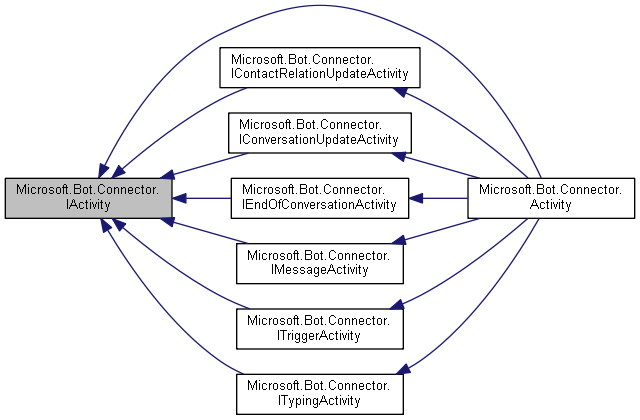 Microsoft.Bot.Connector.
IContactRelationUpdateActivity
Microsoft.Bot.Connector.
IConversationUpdateActivity
Microsoft.Bot.Connector.
IActivity
Microsoft.Bot.Connector.
IEndOfConversationActivity
Microsoft.Bot.Connector.
Activity
Microsoft.Bot.Connector.
IMessageActivity
Microsoft.Bot.Connector.
ITriggerActivity
Microsoft.Bot.Connector.
ITypingActivity